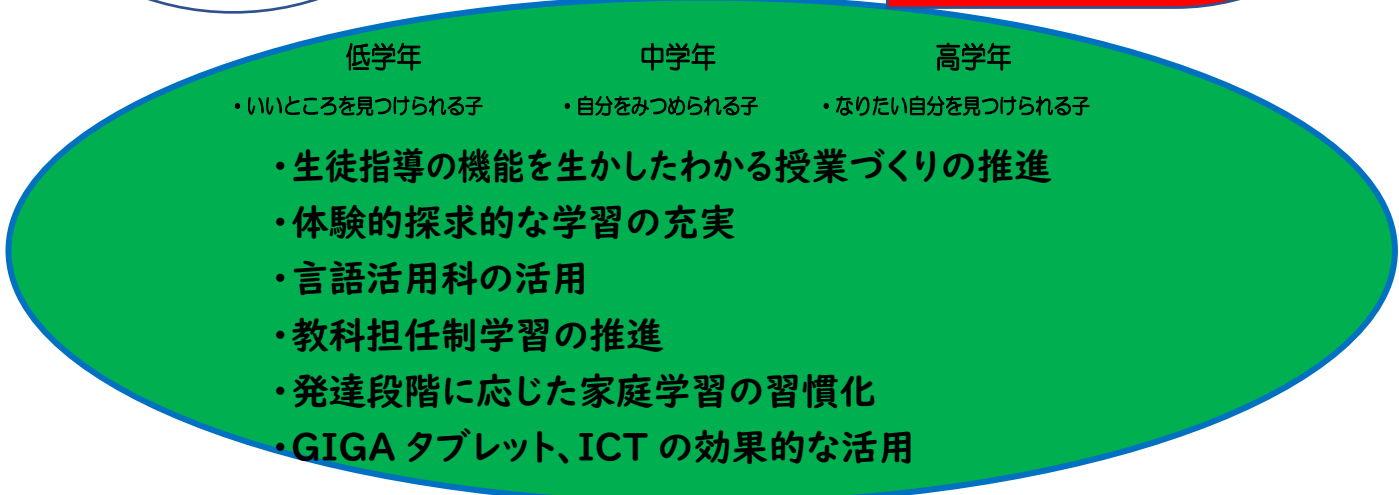 低学年 中学年 高学年
・いいところを見つけられる子 ・自分をみつめられる子 ・なりたい自分を見つけられる子
・生徒指導の機能を生かしたわかる授業づくりの推進
・体験的探求的な学習の充実
・言語活用科の活用
・教科担任制学習の推進
・発達段階に応じた家庭学習の習慣化
・GIGA タブレット、ICT の効果的な活用